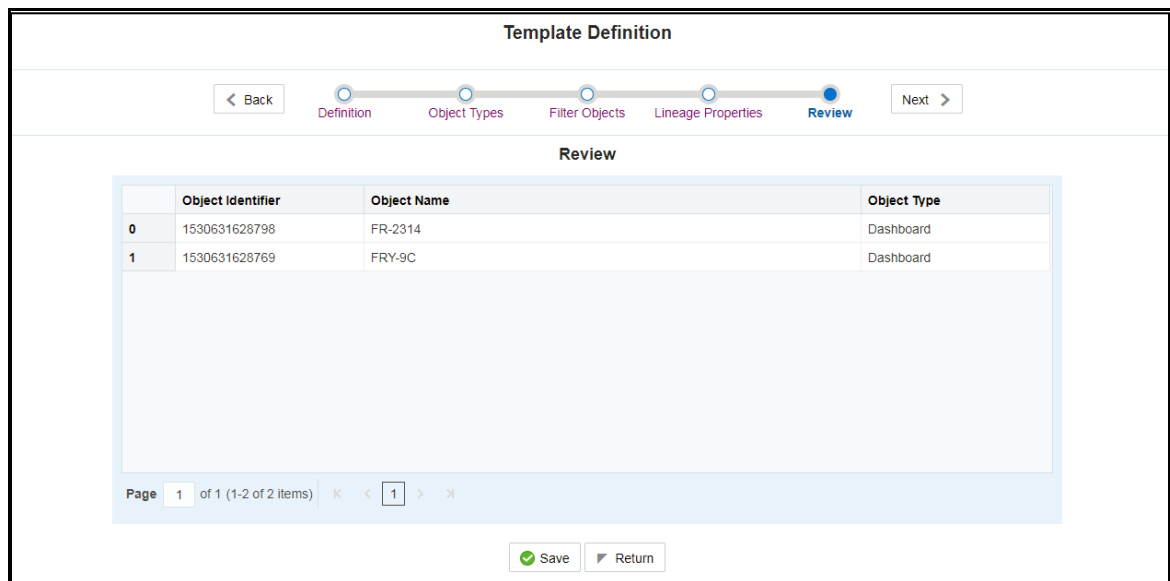 Template Definition
Back
Definition
Object Types
Filter Objects
Lineage Properties
Review
Next
Review
Object Identifier Object Name Object Type
0 1530631628798 FR-2314 Dashboard
1 1530631628769 FRY-9C Dashboard
Page 1 of 1 (1-2 of 2 items) 1
Save Return